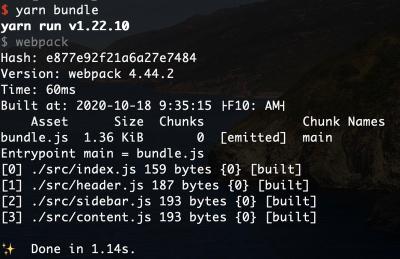 $ yarn bundle
yarn run v1.22.10
$ webpack
Hash: e877e92f21a6a27e7484
Version: webpack 4.44.2
Time: 60ms
Built at: 2020-10-18 9:35:15 ├F10: AM┤
    Asset      Size  Chunks             Chunk Names
bundle.js  1.36 KiB       0  [emitted]  main
Entrypoint main = bundle.js
[0] ./src/index.js 159 bytes {0} [built]
[1] ./src/header.js 187 bytes {0} [built]
[2] ./src/sidebar.js 193 bytes {0} [built]
[3] ./src/content.js 193 bytes {0} [built]
✨  Done in 1.14s.